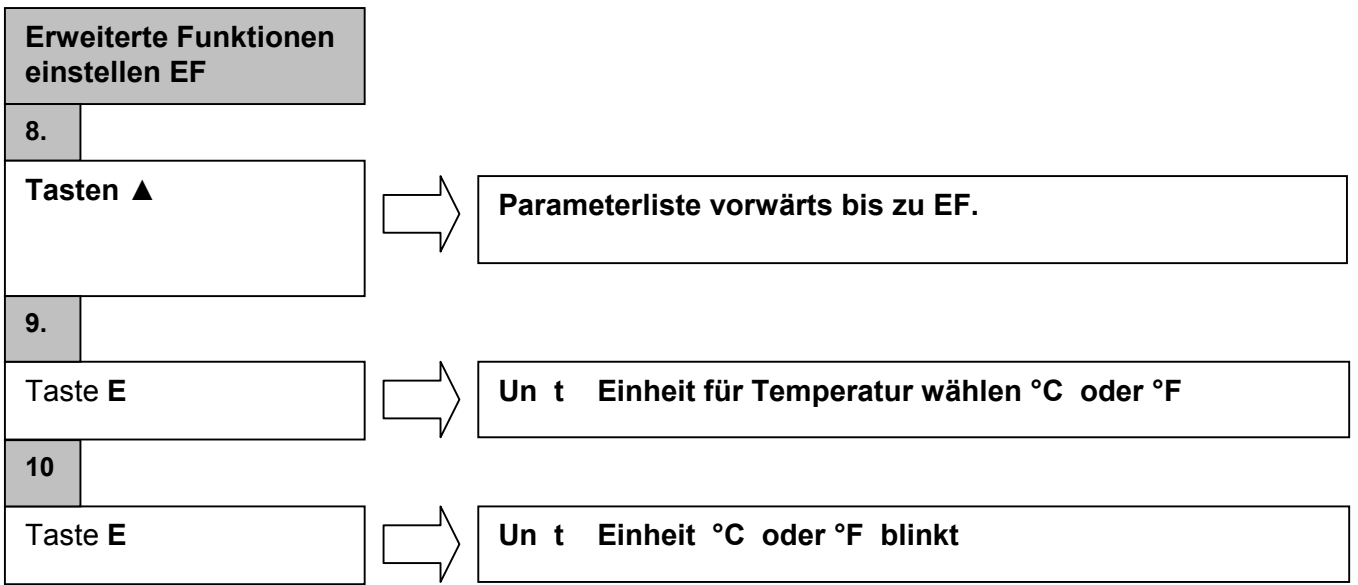 Erweiterte Funktionen
einstellen EF
8.
Tasten ▲
Parameterliste vorwärts bis zu EF.
9.
Taste E
Un t Einheit für Temperatur wählen °C oder °F
10
Taste E
Un t Einheit °C oder °F blinkt